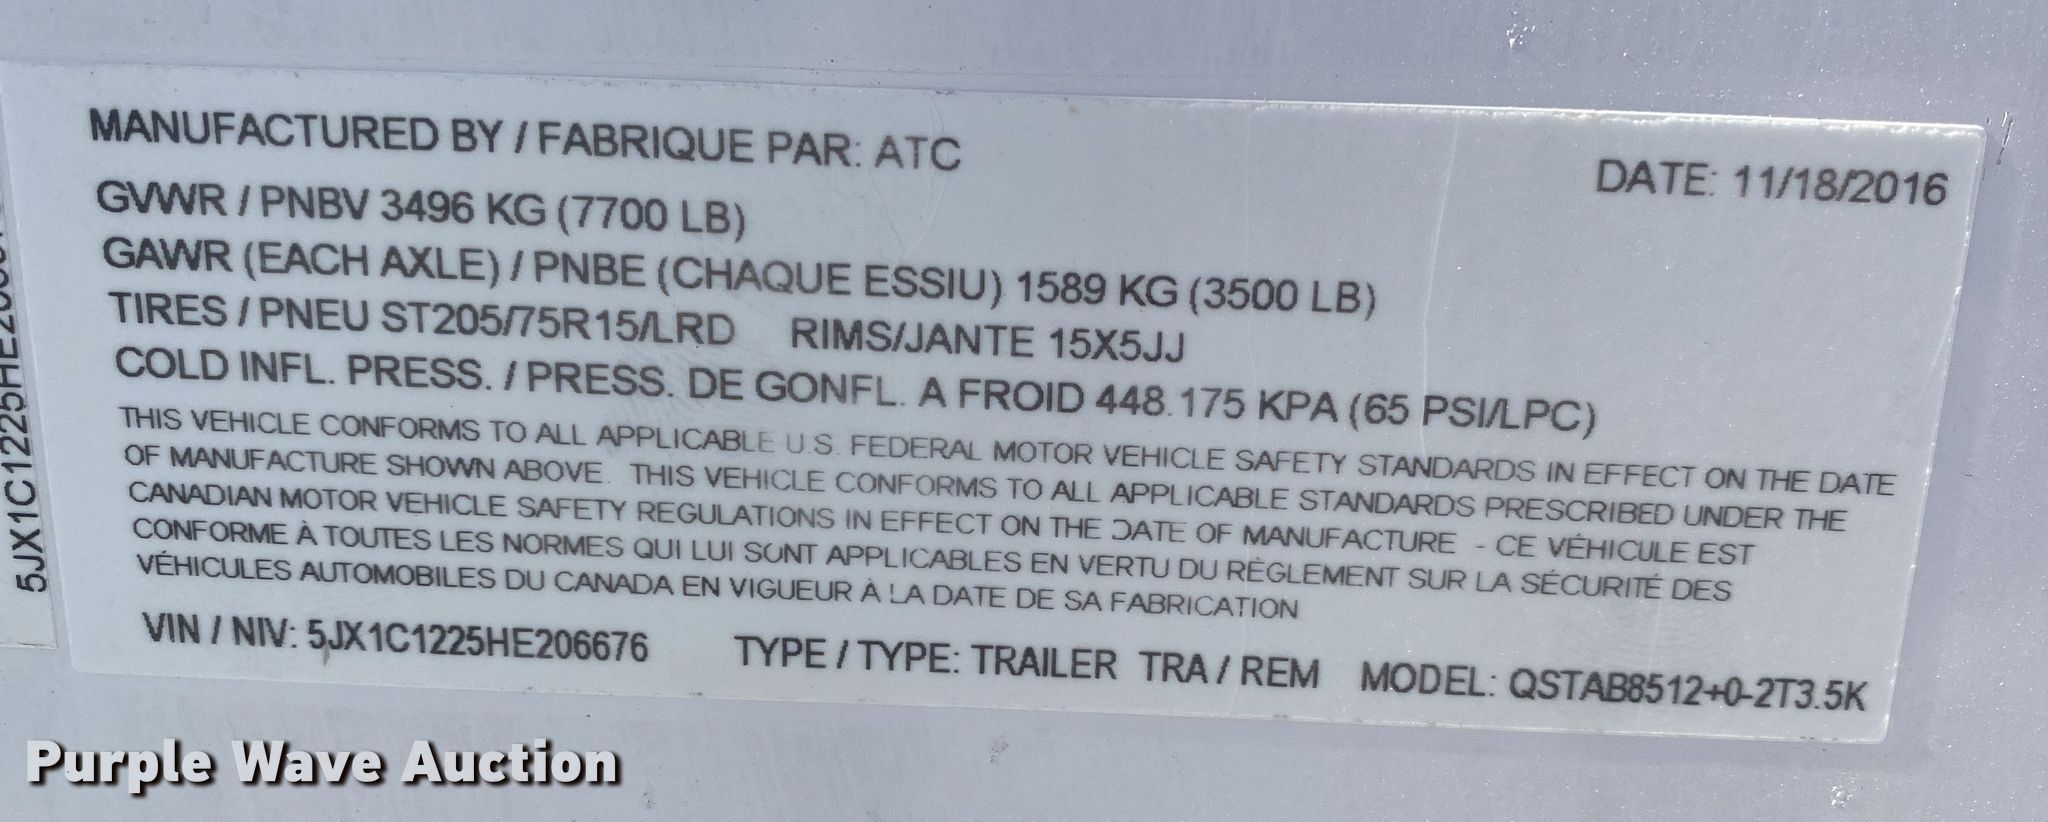 MANUFACTURED BY / FABRIQUE PAR: ATC
DATE: 11/18/2016
GVWR / PNBV 3496 KG (7700 LB)
GAWR (EACH AXLE) / PNBE (CHAQUE ESSIU) 1589 KG (3500 LB)
TIRES / PNEU ST205/75R15/LRD RIMS/JANTE 15X5JJ
COLD INFL. PRESS. / PRESS. DE GONFL. A FROID 448.175 KPA (65 PSI/LPC)
THIS VEHICLE CONFORMS TO ALL APPLICABLE U.S. FEDERAL MOTOR VEHICLE SAFETY STANDARDS IN EFFECT ON THE DATE
OF MANUFACTURE SHOWN ABOVE. THIS VEHICLE CONFORMS TO ALL APPLICABLE STANDARDS PRESCRIBED UNDER THE
CANADIAN MOTOR VEHICLE SAFETY REGULATIONS IN EFFECT ON THE DATE OF MANUFACTURE - CE VÉHICULE EST
CONFORME À TOUTES LES NORMES QUI LUI SONT APPLICABLES EN VERTU DU RÈGLEMENT SUR LA SÉCURITÉ DES
VÉHICULES AUTOMOBILES DU CANADA EN VIGUEUR À LA DATE DE SA FABRICATION
VIN / NIV: 5JX1C1225HE206676 TYPE / TYPE: TRAILER TRA / REM MODEL: QSTAB8512+0-2T3.5K
Purple Wave Auction